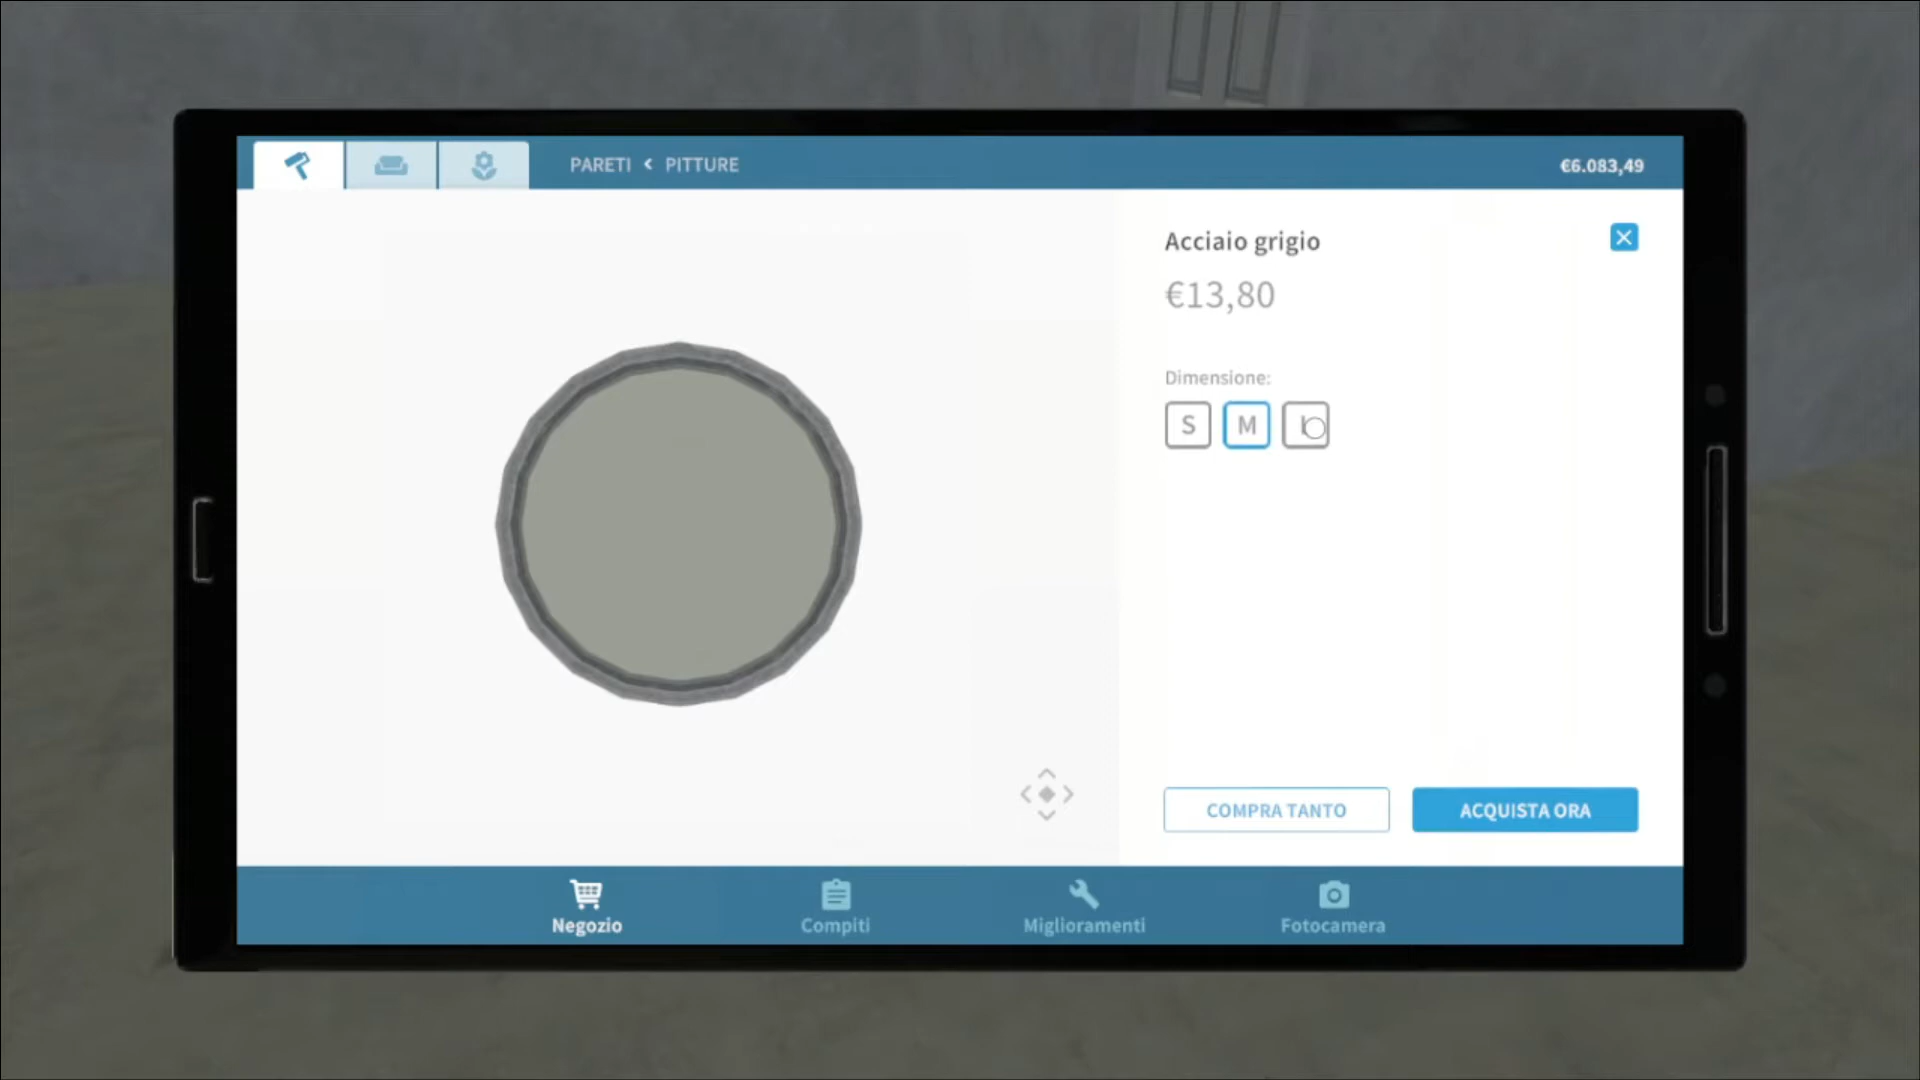 PARETI < PITTURE
€6.083,49
Acciaio grigio
€13,80
Dimensione:
S M
COMPRA TANTO
ACQUISTA ORA
Negozio
Compiti
Miglioramenti
Fotocamera